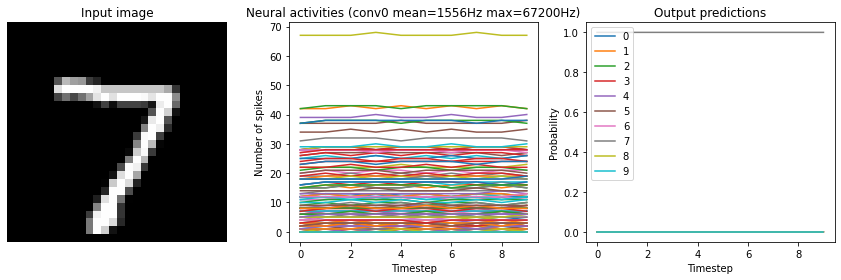 Input image
7
Neural activities (conv0 mean=1556Hz max=67200Hz)
Number of spikes
70
60
50
40
30
20
10
0
0 2 4 6 8
Timestep
Output predictions
Probability
1.0
0.8
0.6
0.4
0.2
0.0
0
1
2
3
4
5
6
7
8
9
0 2 4 6 8
Timestep